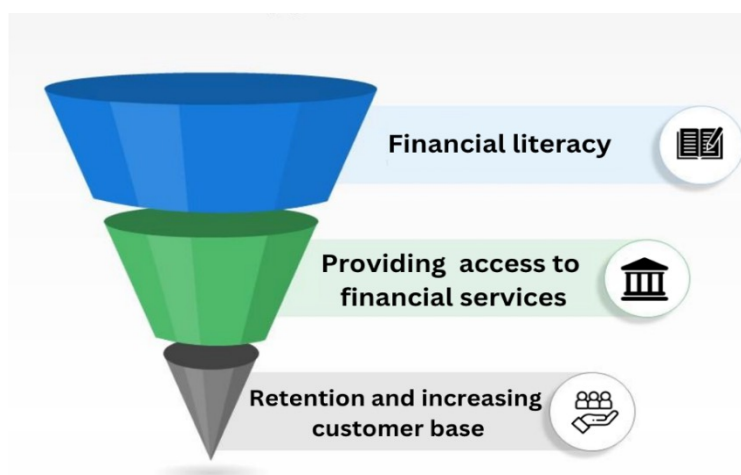 Financial literacy
Providing access to
financial services
Retention and increasing
customer base